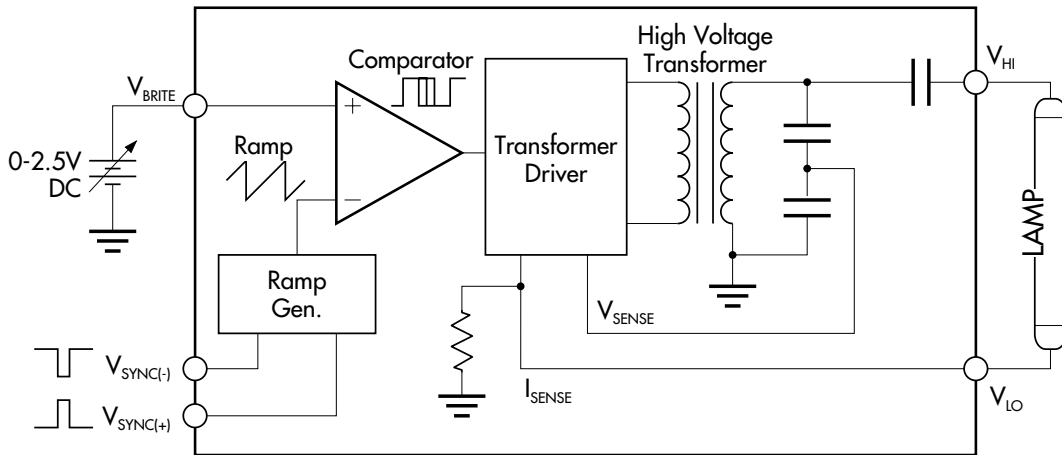 High Voltage
Transformer
V_HI
Comparator
V_BRITE
+
Transformer
Driver
0-2.5V
DC
Ramp
−
LAMP
Ramp
Gen.
V_SENSE
V_SYNC(-)
I_SENSE
V_LO
V_SYNC(+)